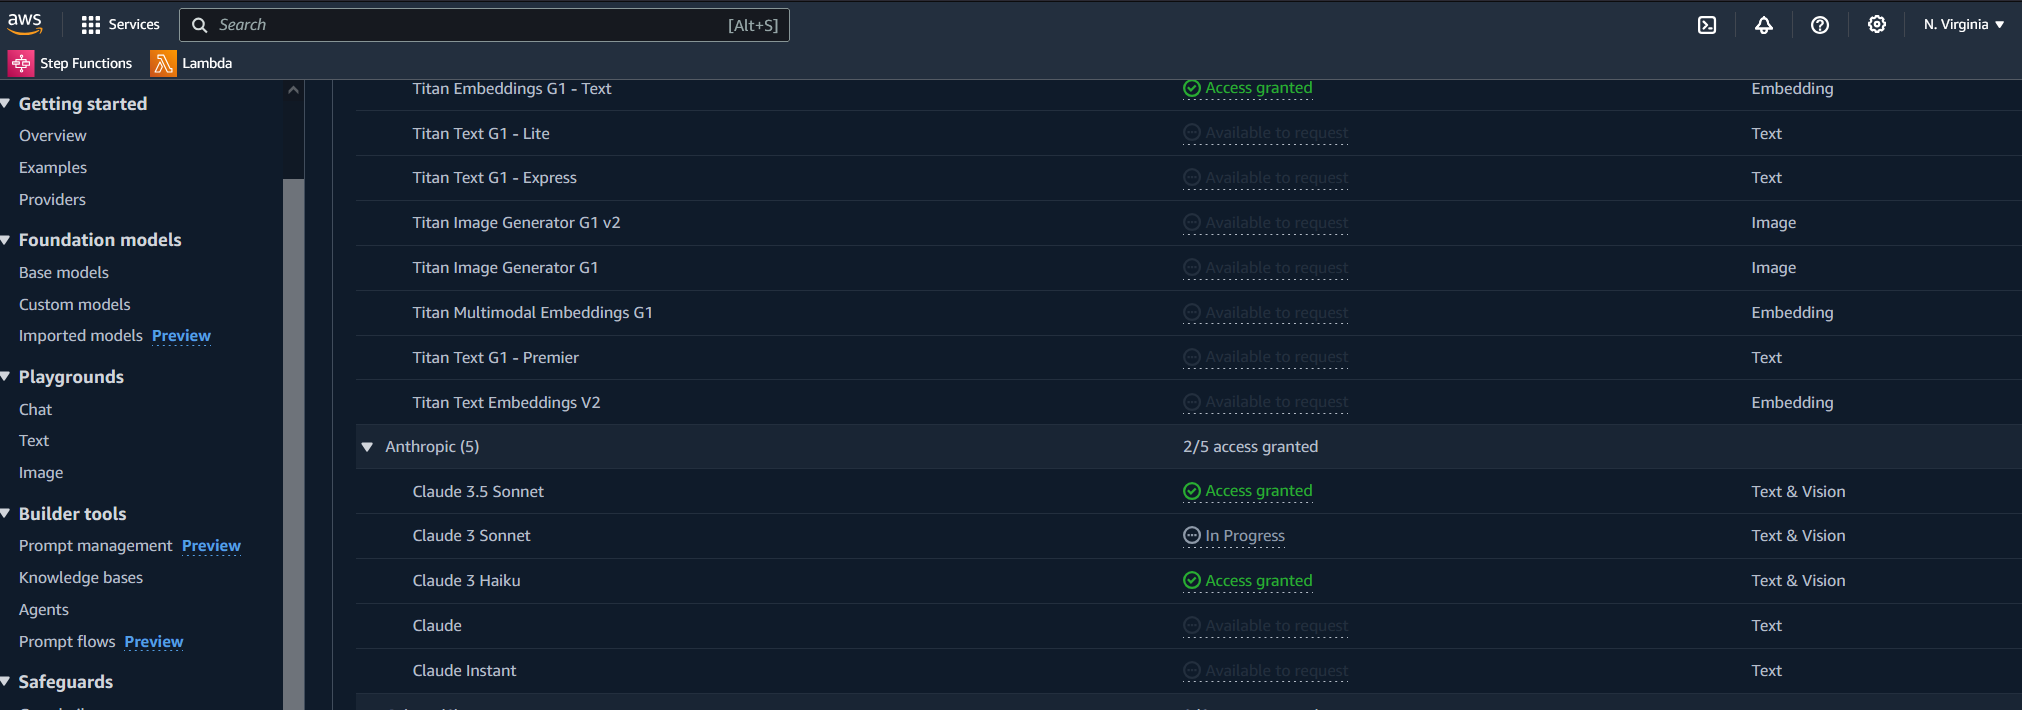 aws
Services
Search [Alt+S]
N. Virginia
Step Functions
Lambda
Getting started
Overview
Examples
Providers
Foundation models
Base models
Custom models
Imported models Preview
Playgrounds
Chat
Text
Image
Builder tools
Prompt management Preview
Knowledge bases
Agents
Prompt flows Preview
Safeguards
Titan Embeddings G1 - Text Access granted Embedding
Titan Text G1 - Lite Available to request Text
Titan Text G1 - Express Available to request Text
Titan Image Generator G1 v2 Available to request Image
Titan Image Generator G1 Available to request Image
Titan Multimodal Embeddings G1 Available to request Embedding
Titan Text G1 - Premier Available to request Text
Titan Text Embeddings V2 Available to request Embedding
Anthropic (5) 2/5 access granted
Claude 3.5 Sonnet Access granted Text & Vision
Claude 3 Sonnet In Progress Text & Vision
Claude 3 Haiku Access granted Text & Vision
Claude Available to request Text
Claude Instant Available to request Text